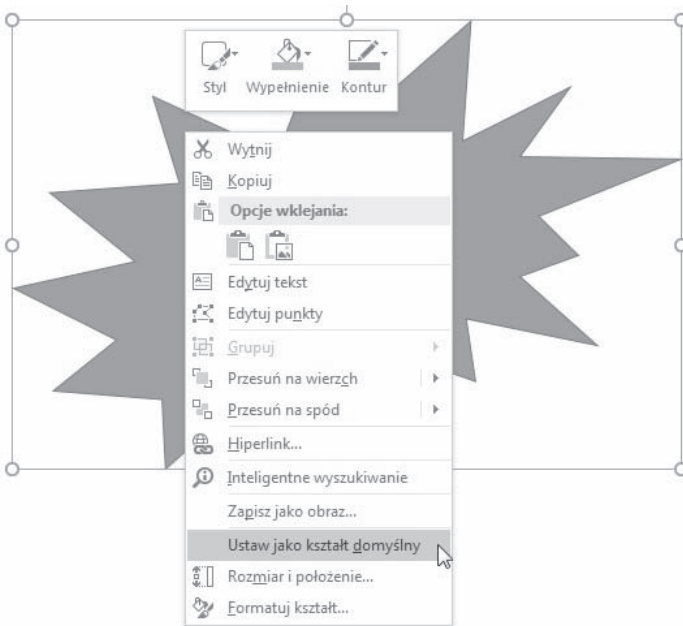 Styl Wypełnienie Kontur
Wytnij
Kopiuj
Opcje wklejania:
Edytuj tekst
Edytuj punkty
Grupuj
Przesuń na wierzch
Przesuń na spód
Hiperlink...
Inteligentne wyszukiwanie
Zapisz jako obraz...
Ustaw jako kształt domyślny
Rozmiar i położenie...
Formatuj kształt...